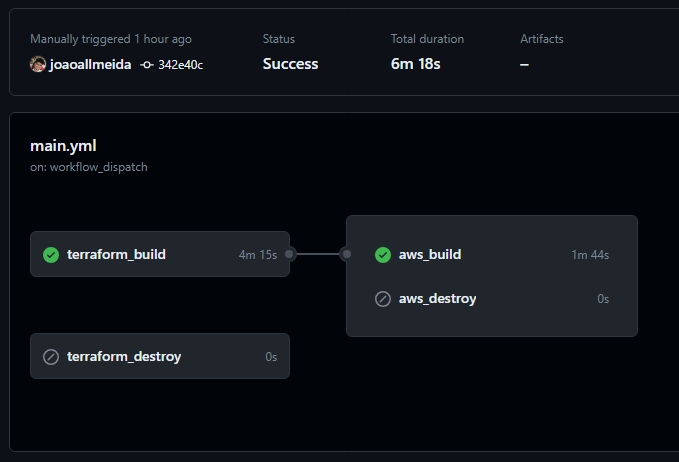 Manually triggered 1 hour ago
joaoallmeida 342e40c
Status
Success
Total duration
6m 18s
Artifacts
–
main.yml
on: workflow_dispatch
terraform_build 4m 15s
aws_build 1m 44s
aws_destroy 0s
terraform_destroy 0s